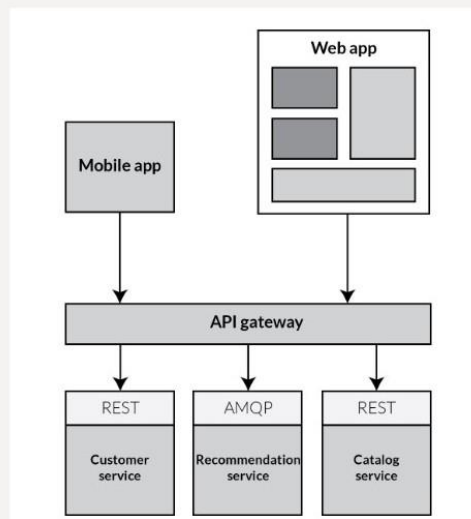 Web app
Mobile app
API gateway
REST
AMQP
REST
Customer
service
Recommendation
service
Catalog
service